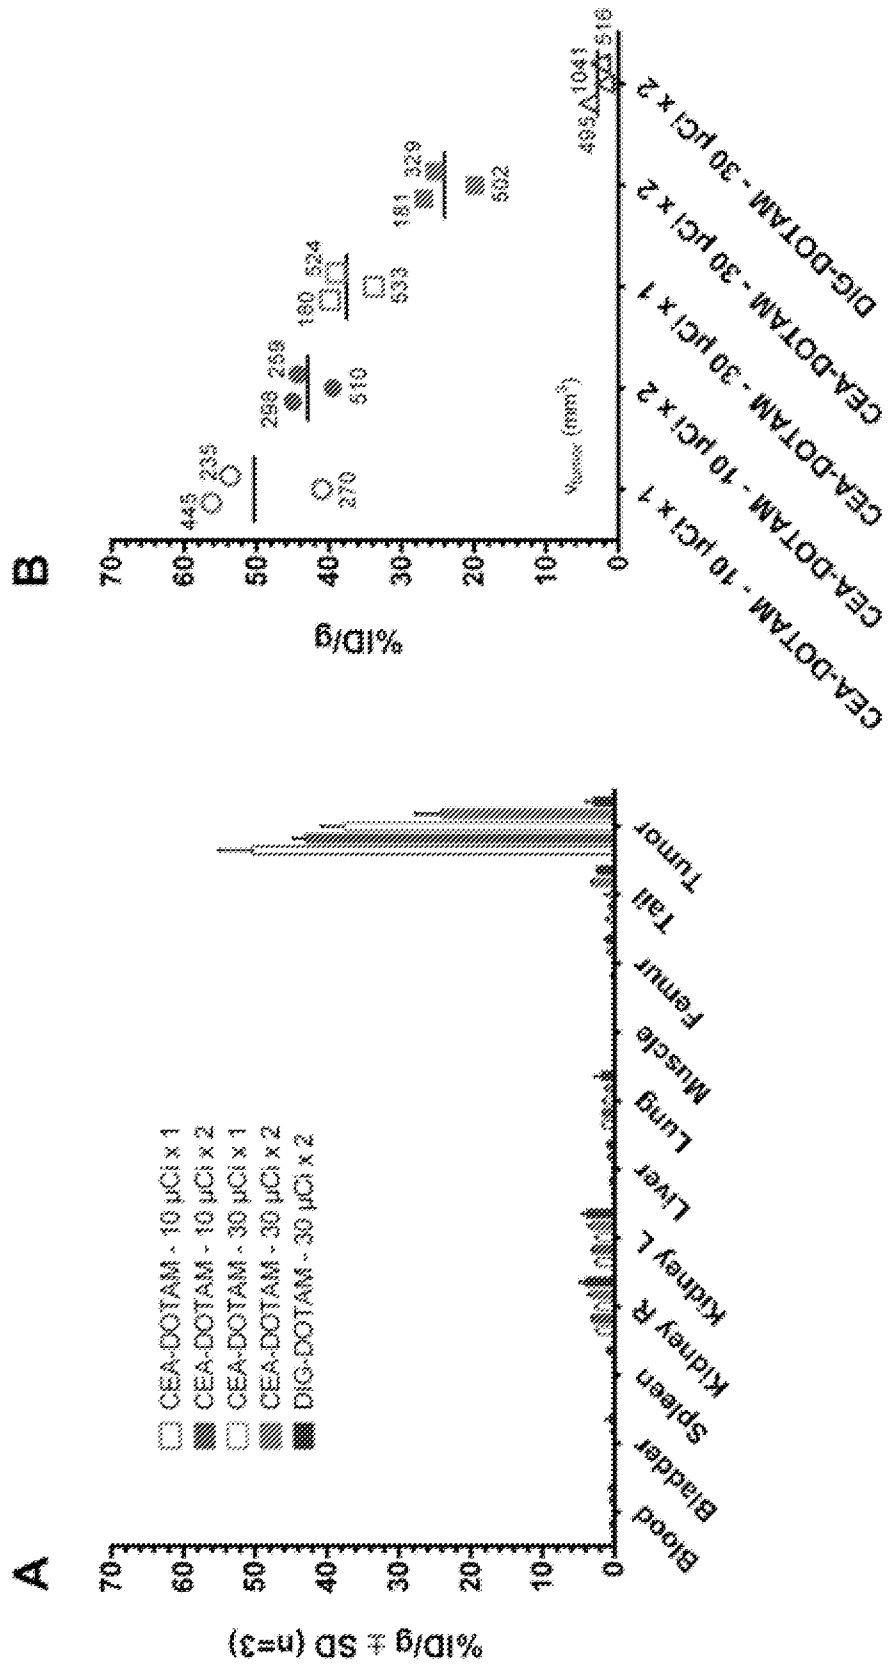 A
%ID/g ± SD (n=3)
70
60
50
40
30
20
10
0
CEA-DOTAM - 10 µCi x 1
CEA-DOTAM - 10 µCi x 2
CEA-DOTAM - 30 µCi x 1
CEA-DOTAM - 30 µCi x 2
DIG-DOTAM - 30 µCi x 2
Blood
Bladder
Spleen
Kidney R
Kidney L
Liver
Lung
Muscle
Femur
Tail
Tumor
B
%ID/g
70
60
50
40
30
20
10
0
445
235
270
298
259
510
180
524
533
181
329
502
495
1041
516
Vtumor (mm³)
CEA-DOTAM - 10 µCi x 1
CEA-DOTAM - 10 µCi x 2
CEA-DOTAM - 30 µCi x 1
CEA-DOTAM - 30 µCi x 2
DIG-DOTAM - 30 µCi x 2